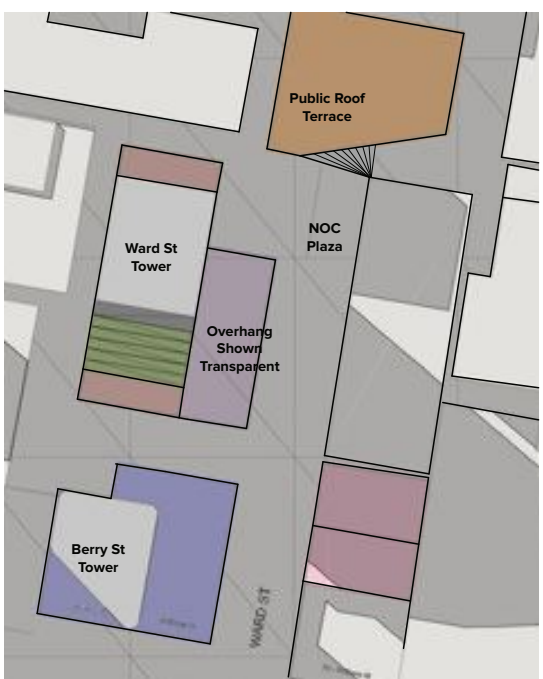 Public Roof
Terrace
NOC
Plaza
Ward St
Tower
Overhang
Shown
Transparent
Berry St
Tower
WARD ST